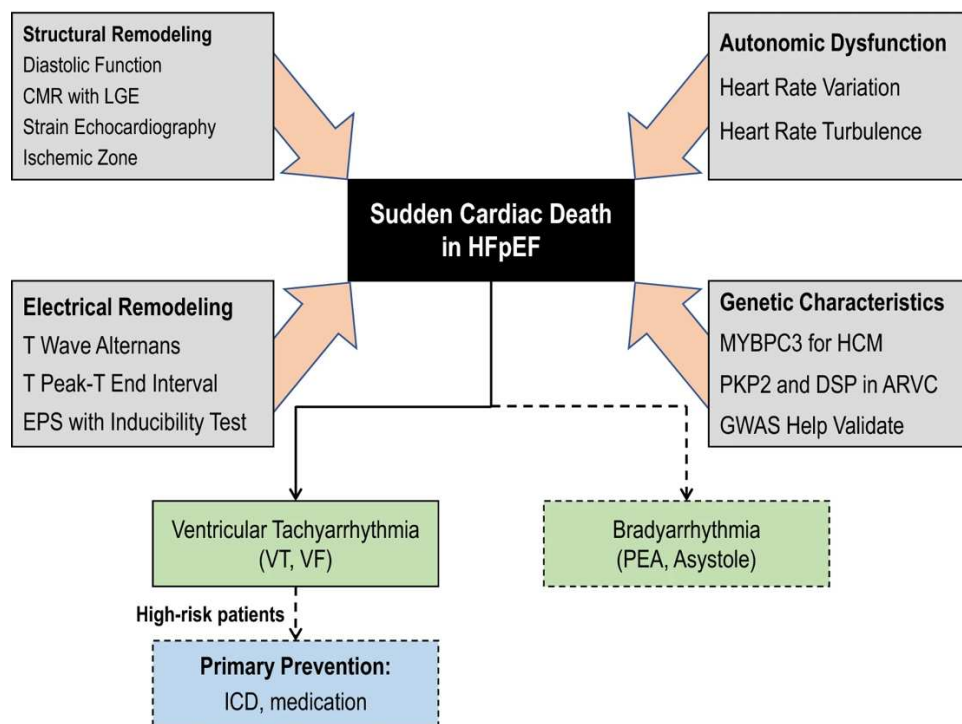 Structural Remodeling
Diastolic Function
CMR with LGE
Strain Echocardiography
Ischemic Zone
Autonomic Dysfunction
Heart Rate Variation
Heart Rate Turbulence
Sudden Cardiac Death
in HFpEF
Electrical Remodeling
T Wave Alternans
T Peak-T End Interval
EPS with Inducibility Test
Genetic Characteristics
MYBPC3 for HCM
PKP2 and DSP in ARVC
GWAS Help Validate
Ventricular Tachyarrhythmia
(VT, VF)
Bradyarrhythmia
(PEA, Asystole)
High-risk patients
Primary Prevention:
ICD, medication